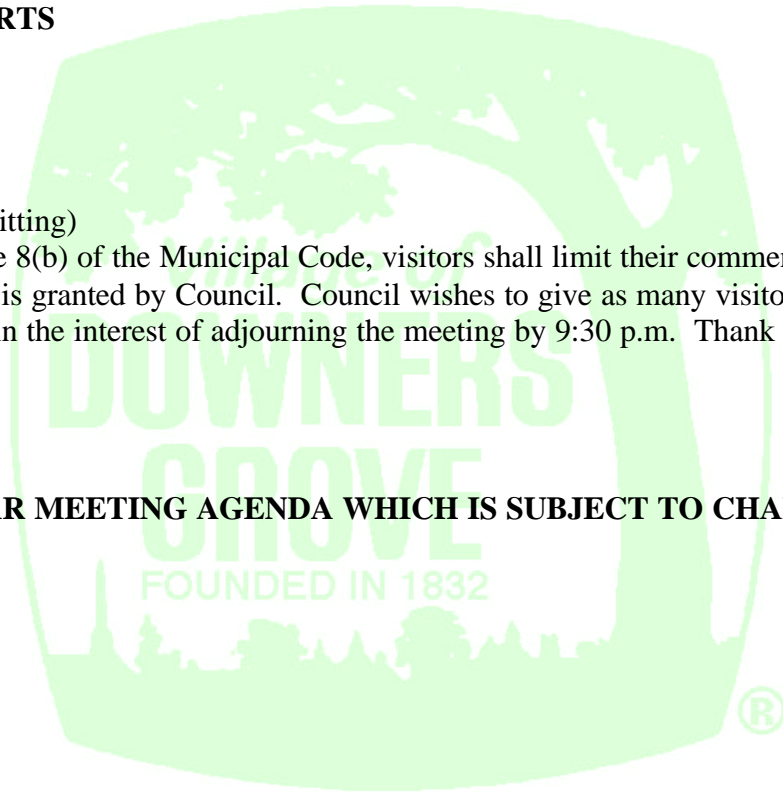 RTS
itting)
e 8(b) of the Municipal Code, visitors shall limit their commen
is granted by Council. Council wishes to give as many visito
in the interest of adjourning the meeting by 9:30 p.m. Thank
Village of
DOWNERS
GROVE
AR MEETING AGENDA WHICH IS SUBJECT TO CHA
FOUNDED IN 1832
®